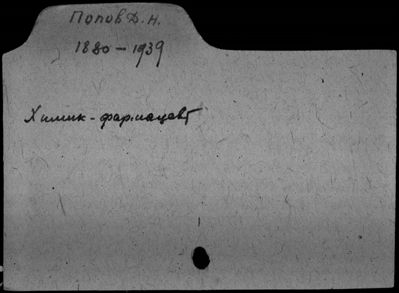 Попов Д. Н.
1880 – 1939
Химик - фармацевт